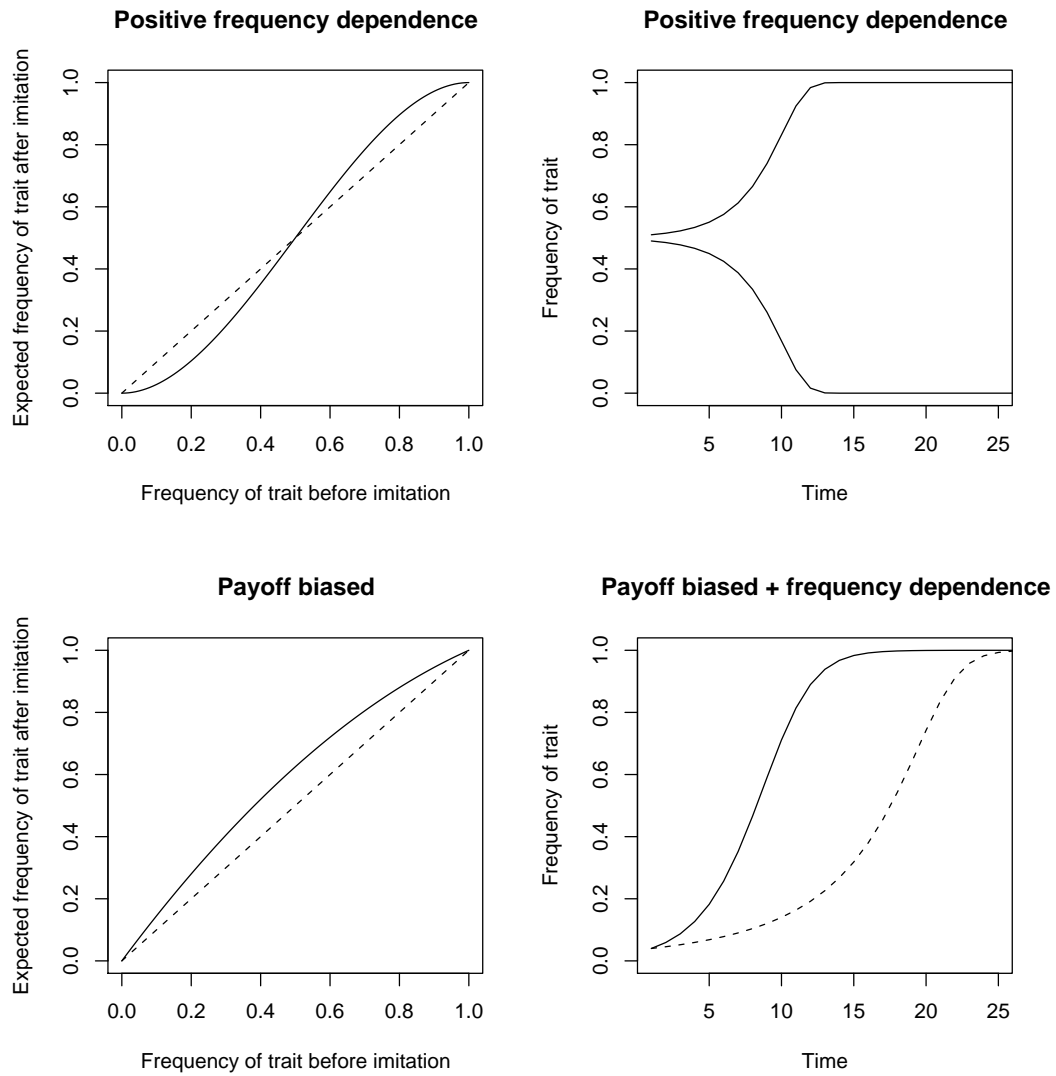 Positive frequency dependence
Expected frequency of trait after imitation
1.0
0.8
0.6
0.4
0.2
0.0
0.0 0.2 0.4 0.6 0.8 1.0
Frequency of trait before imitation
Positive frequency dependence
Frequency of trait
1.0
0.8
0.6
0.4
0.2
0.0
5 10 15 20 25
Time
Payoff biased
Expected frequency of trait after imitation
1.0
0.8
0.6
0.4
0.2
0.0
0.0 0.2 0.4 0.6 0.8 1.0
Frequency of trait before imitation
Payoff biased + frequency dependence
Frequency of trait
1.0
0.8
0.6
0.4
0.2
0.0
5 10 15 20 25
Time